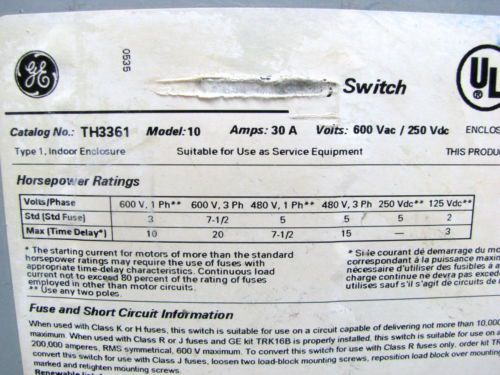 GE
0535
Switch
UL
®
Catalog No.: TH3361 Model: 10 Amps: 30 A Volts: 600 Vac / 250 Vdc ENCLOS
Type 1, Indoor Enclosure Suitable for Use as Service Equipment THIS PRODU
Horsepower Ratings
Volts/Phase 600 V, 1 Ph** 600 V, 3 Ph 480 V, 1 Ph** 480 V, 3 Ph 250 Vdc** 125 Vdc**
Std (Std Fuse) 3 7-1/2 5 5 5 2
Max (Time Delay*) 10 20 7-1/2 15 — 3
* The starting current for motors of more than the standard
horsepower ratings may require the use of fuses with
appropriate time-delay characteristics. Continuous load
current not to exceed 80 percent of the rating of fuses
employed in other than motor circuits.
** Use any two poles.
* Si le courant de demarrage du mo
correspondant à la puissance maxim
nécessaire d'utiliser des fusibles à a
charge continue ne devra pas excéd
utilises sauf s'il s'agit de circuits de
Fuse and Short Circuit Information
When used with Class K or H fuses, this switch is suitable for use on a circuit capable of delivering not more than 10,000
maximum. When used with Class R or J fuses and GE kit TRK16B is properly installed, this switch is suitable for use on a
200,000 amperes, RMS symmetrical, 600 V maximum. To convert this switch for use with Class R fuses only, order kit TR
convert this switch for use with Class J fuses, loosen two load-block mounting screws, reposition load-block over mounting
marked and retighten mounting screws.